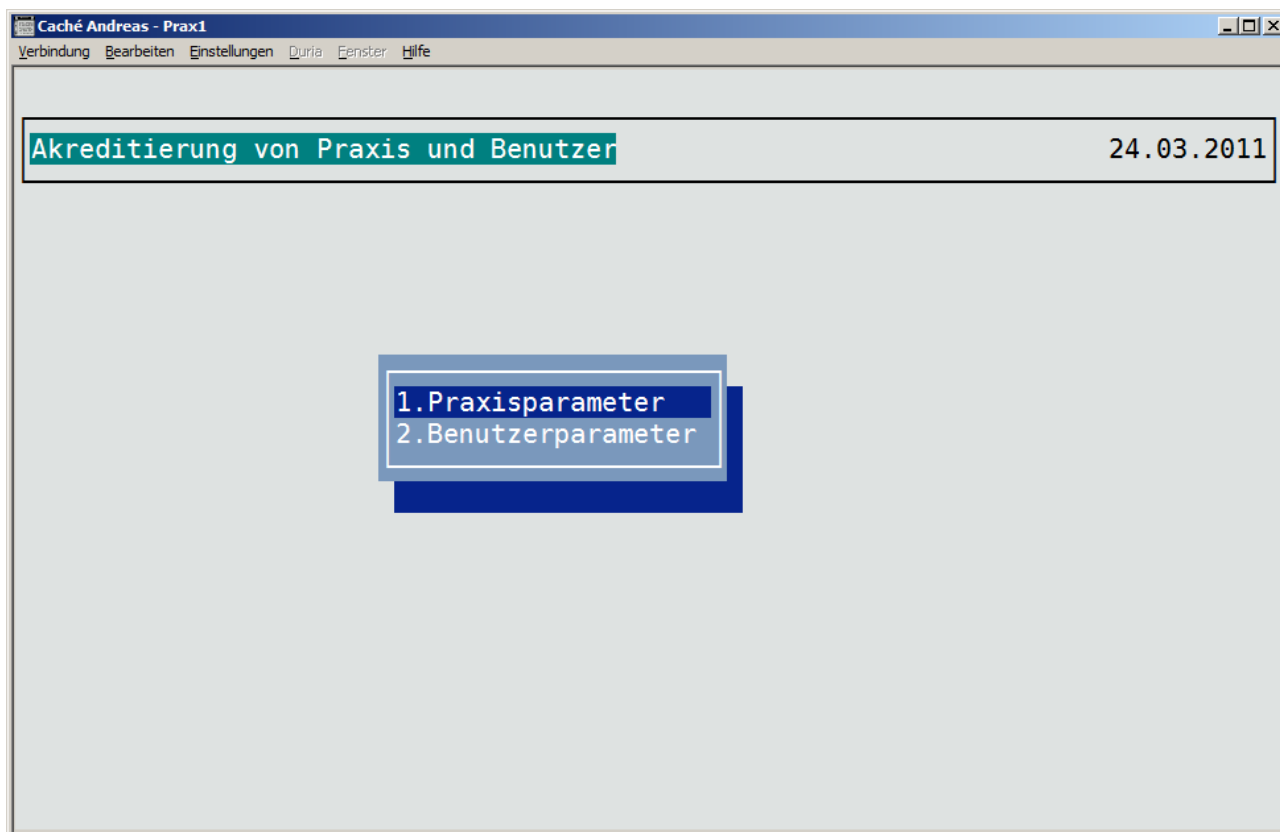 Caché Andreas - Prax1
Verbindung Bearbeiten Einstellungen Duria Fenster Hilfe
Akreditierung von Praxis und Benutzer 24.03.2011
1.Praxisparameter
2.Benutzerparameter